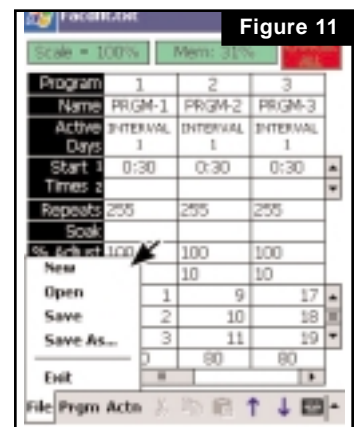 Figure 11
Scale = 100% Mem: 31% ALL
Program 1 2 3
Name PRGM-1 PRGM-2 PRGM-3
Active Days INTERVAL 1 INTERVAL 1 INTERVAL 1
Start 1 0:30 0:30 0:30
Times 2
Repeats 255 255 255
Soak
% Adjust 100 100 100
New 10 10
Open 1 9 17
Save 2 10 18
Save As... 3 11 19
80 80
Exit
File Prgm Actn